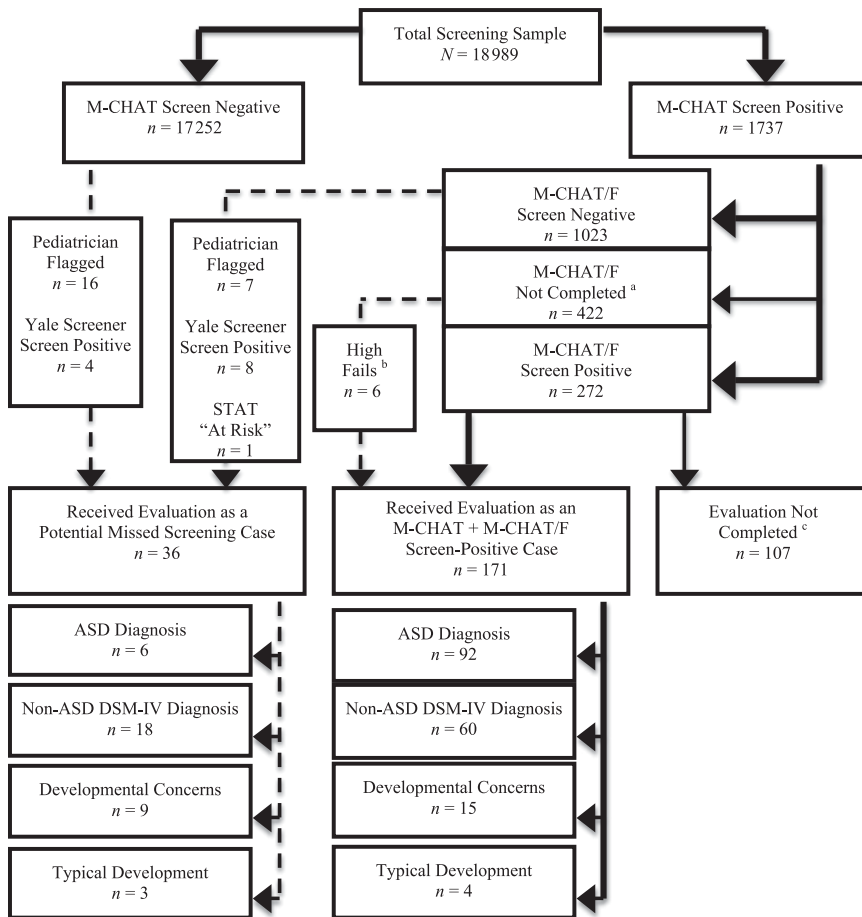 Total Screening Sample
N = 18 989
M-CHAT Screen Negative
n = 17 252
M-CHAT Screen Positive
n = 1737
M-CHAT/F
Screen Negative
n = 1023
M-CHAT/F
Not Completed a
n = 422
M-CHAT/F
Screen Positive
n = 272
Pediatrician
Flagged
n = 16
Yale Screener
Screen Positive
n = 4
Pediatrician
Flagged
n = 7
Yale Screener
Screen Positive
n = 8
STAT
“At Risk”
n = 1
High
Fails b
n = 6
Received Evaluation as a
Potential Missed Screening Case
n = 36
Received Evaluation as an
M-CHAT + M-CHAT/F
Screen-Positive Case
n = 171
Evaluation Not
Completed c
n = 107
ASD Diagnosis
n = 6
Non-ASD DSM-IV Diagnosis
n = 18
Developmental Concerns
n = 9
Typical Development
n = 3
ASD Diagnosis
n = 92
Non-ASD DSM-IV Diagnosis
n = 60
Developmental Concerns
n = 15
Typical Development
n = 4